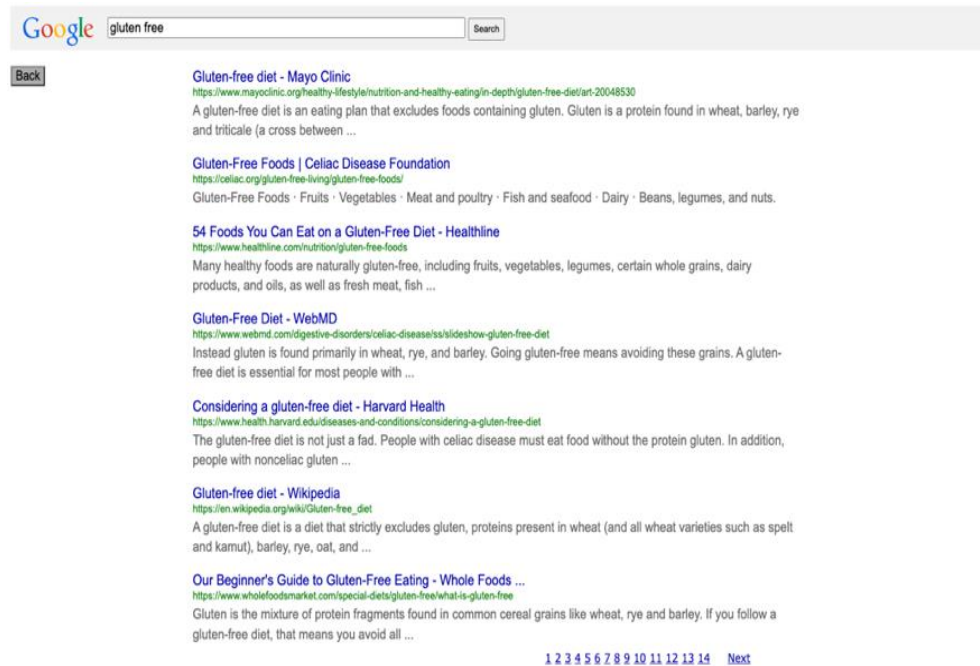 Google gluten free Search
Back
Gluten-free diet - Mayo Clinic
https://www.mayoclinic.org/healthy-lifestyle/nutrition-and-healthy-eating/in-depth/gluten-free-diet/art-20048530
A gluten-free diet is an eating plan that excludes foods containing gluten. Gluten is a protein found in wheat, barley, rye
and triticale (a cross between ...
Gluten-Free Foods | Celiac Disease Foundation
https://celiac.org/gluten-free-living/gluten-free-foods/
Gluten-Free Foods · Fruits · Vegetables · Meat and poultry · Fish and seafood · Dairy · Beans, legumes, and nuts.
54 Foods You Can Eat on a Gluten-Free Diet - Healthline
https://www.healthline.com/nutrition/gluten-free-foods
Many healthy foods are naturally gluten-free, including fruits, vegetables, legumes, certain whole grains, dairy
products, and oils, as well as fresh meat, fish ...
Gluten-Free Diet - WebMD
https://www.webmd.com/digestive-disorders/celiac-disease/ss/slideshow-gluten-free-diet
Instead gluten is found primarily in wheat, rye, and barley. Going gluten-free means avoiding these grains. A gluten-
free diet is essential for most people with ...
Considering a gluten-free diet - Harvard Health
https://www.health.harvard.edu/diseases-and-conditions/considering-a-gluten-free-diet
The gluten-free diet is not just a fad. People with celiac disease must eat food without the protein gluten. In addition,
people with nonceliac gluten ...
Gluten-free diet - Wikipedia
https://en.wikipedia.org/wiki/Gluten-free_diet
A gluten-free diet is a diet that strictly excludes gluten, proteins present in wheat (and all wheat varieties such as spelt
and kamut), barley, rye, oat, and ...
Our Beginner's Guide to Gluten-Free Eating - Whole Foods ...
https://www.wholefoodsmarket.com/special-diets/gluten-free/what-is-gluten-free
Gluten is the mixture of protein fragments found in common cereal grains like wheat, rye and barley. If you follow a
gluten-free diet, that means you avoid all ...
1 2 3 4 5 6 7 8 9 10 11 12 13 14 Next